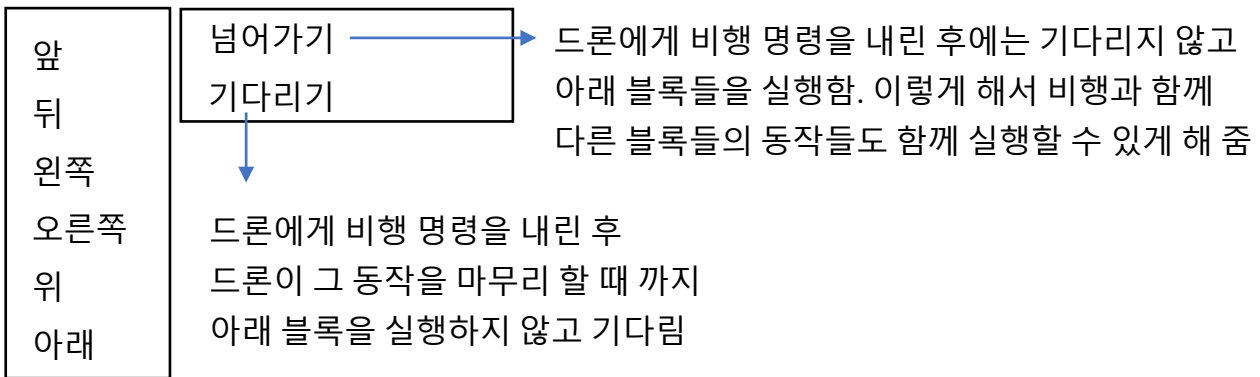 앞
뒤
왼쪽
오른쪽
위
아래
넘어가기
기다리기
드론에게 비행 명령을 내린 후에는 기다리지 않고
아래 블록들을 실행함. 이렇게 해서 비행과 함께
다른 블록들의 동작들도 함께 실행할 수 있게 해 줌
드론에게 비행 명령을 내린 후
드론이 그 동작을 마무리 할 때 까지
아래 블록을 실행하지 않고 기다림